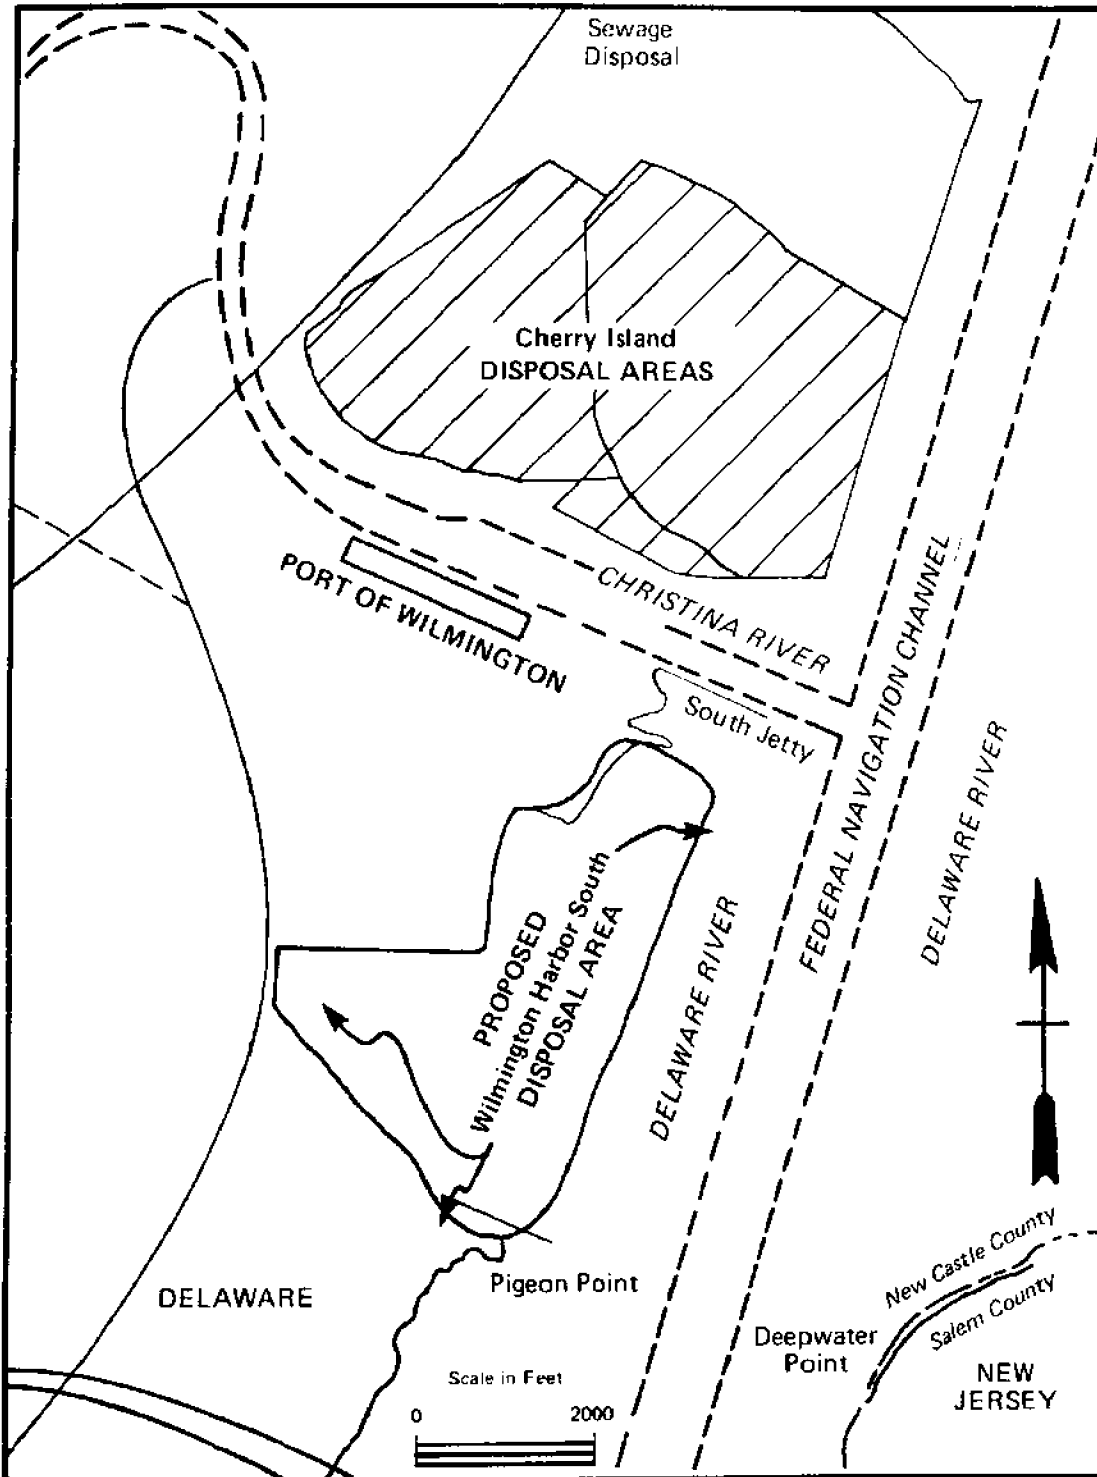 Sewage
Disposal
Cherry Island
DISPOSAL AREAS
PORT OF WILMINGTON
CHRISTINA RIVER
South Jetty
FEDERAL NAVIGATION CHANNEL
DELAWARE RIVER
DELAWARE RIVER
PROPOSED
Wilmington Harbor South
DISPOSAL AREA
New Castle County
Salem County
DELAWARE
Pigeon Point
Deepwater
Point
NEW
JERSEY
Scale in Feet
0 2000